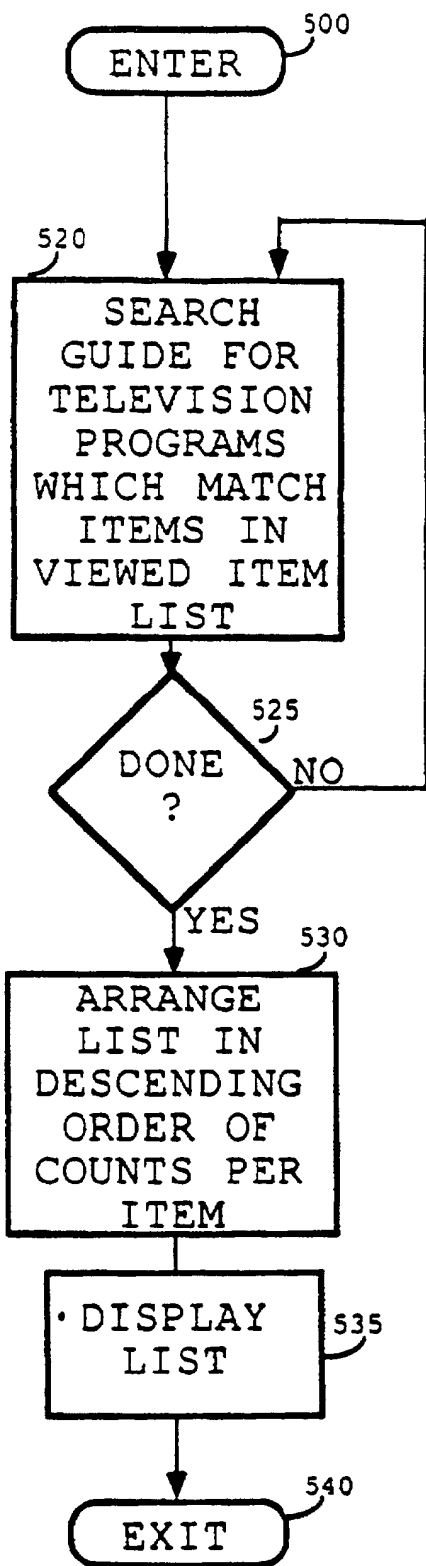 500
ENTER
520
SEARCH
GUIDE FOR
TELEVISION
PROGRAMS
WHICH MATCH
ITEMS IN
VIEWED ITEM
LIST
525
DONE
?
NO
YES
530
ARRANGE
LIST IN
DESCENDING
ORDER OF
COUNTS PER
ITEM
DISPLAY
LIST
535
540
EXIT